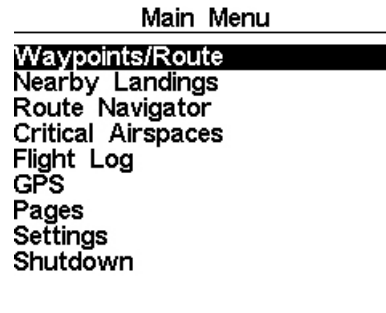 Main Menu
Waypoints/Route
Nearby Landings
Route Navigator
Critical Airspaces
Flight Log
GPS
Pages
Settings
Shutdown